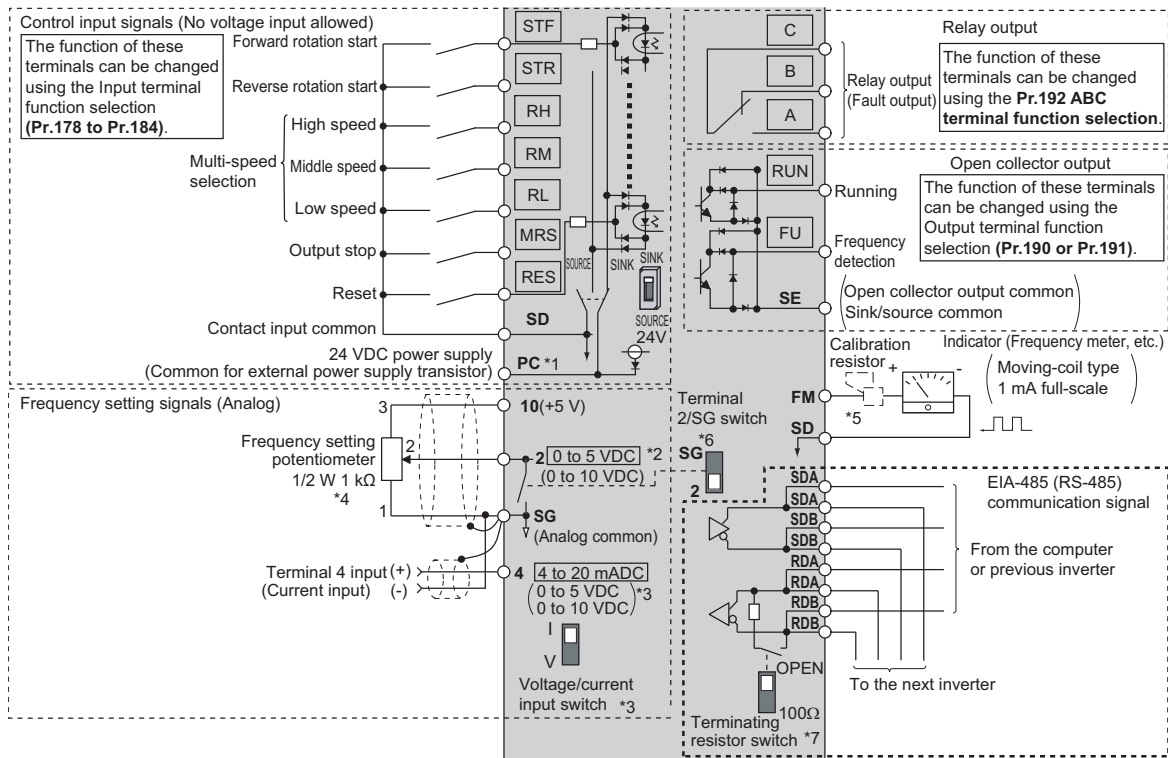 Control input signals (No voltage input allowed)
The function of these
terminals can be changed
using the Input terminal
function selection
(Pr.178 to Pr.184).
Forward rotation start
Reverse rotation start
High speed
Multi-speed
selection
Middle speed
Low speed
Output stop
Reset
Contact input common
24 VDC power supply
(Common for external power supply transistor)
STF
STR
RH
RM
RL
MRS
RES
SD
PC *1
SOURCE
SINK
SINK
SOURCE
24V
C
B
A
Relay output
Relay output
(Fault output)
The function of these
terminals can be changed
using the Pr.192 ABC
terminal function selection.
Open collector output
RUN
Running
FU
Frequency
detection
The function of these terminals
can be changed using the
Output terminal function
selection (Pr.190 or Pr.191).
SE
Open collector output common
Sink/source common
Calibration
resistor
Indicator (Frequency meter, etc.)
+
-
Moving-coil type
1 mA full-scale
FM
*5
SD
Frequency setting signals (Analog)
3
10(+5 V)
Frequency setting
potentiometer
1/2 W 1 kΩ
*4
2
2 0 to 5 VDC *2
(0 to 10 VDC)
1
SG
(Analog common)
Terminal 4 input (+)
(Current input) (-)
4 4 to 20 mADC
(0 to 5 VDC
0 to 10 VDC) *3
I
V
Voltage/current
input switch *3
Terminal
2/SG switch
*6
SG
2
SDA
SDA
SDB
SDB
RDA
RDA
RDB
RDB
EIA-485 (RS-485)
communication signal
From the computer
or previous inverter
To the next inverter
OPEN
100Ω
Terminating
resistor switch *7